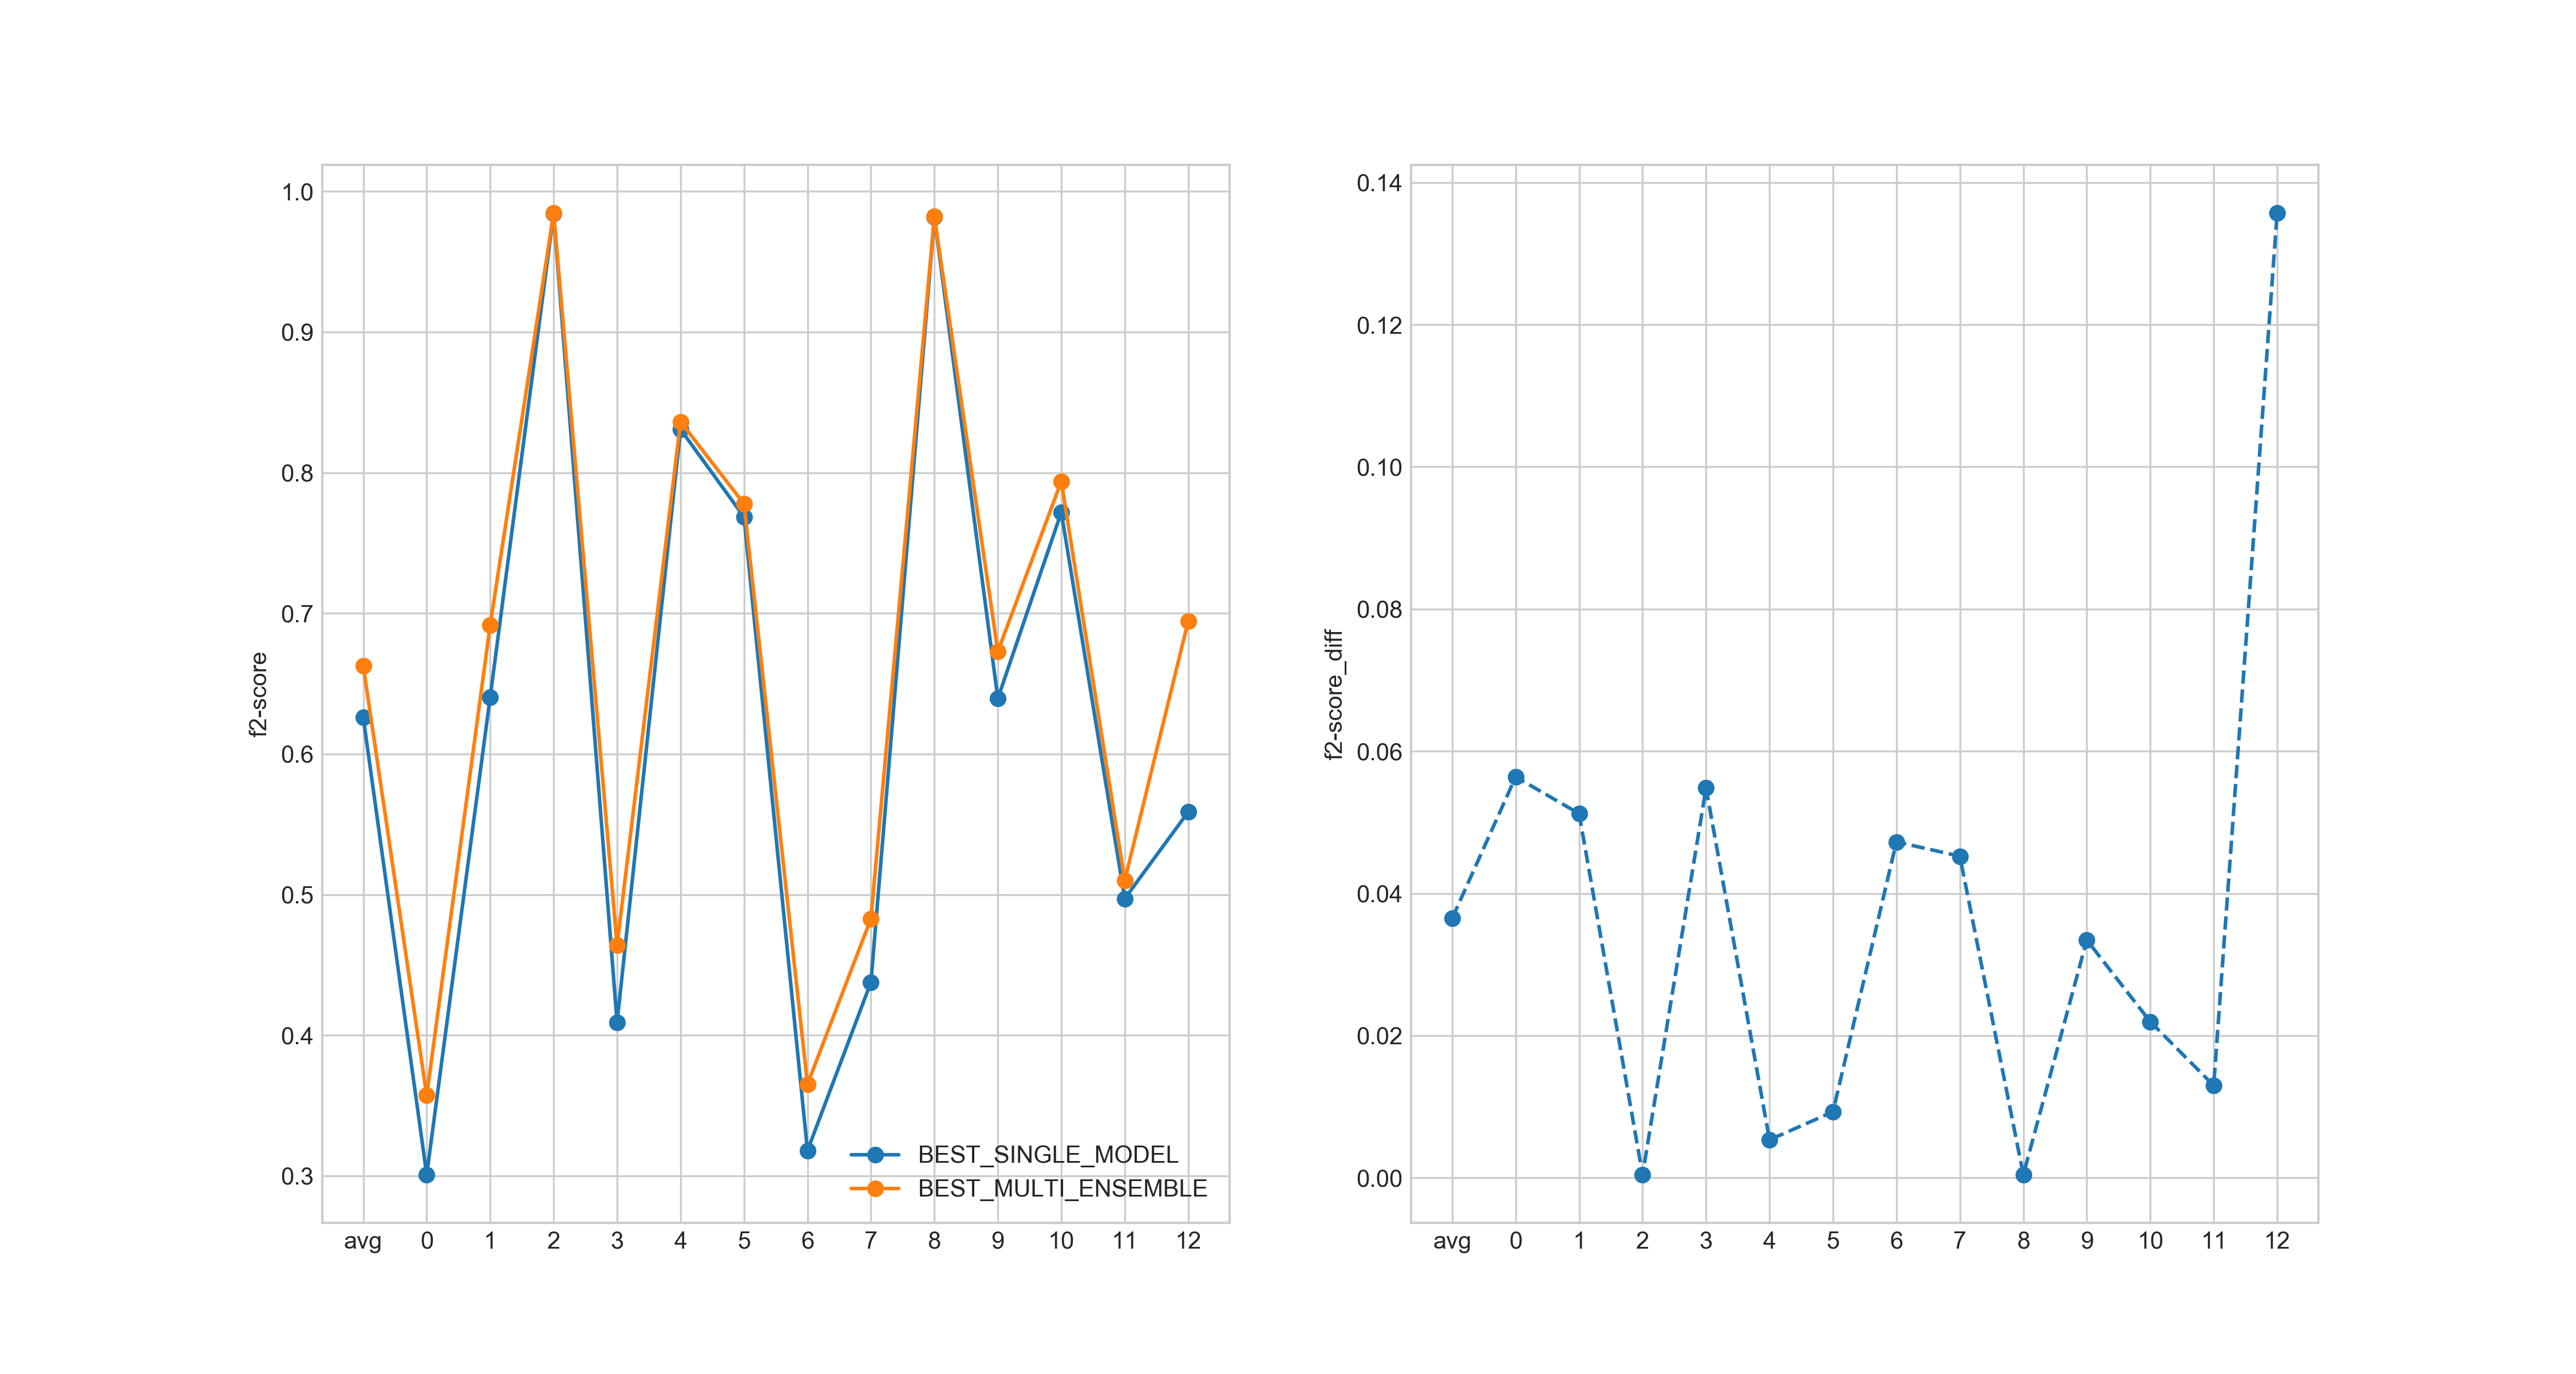 f2-score
1.0
0.9
0.8
0.7
0.6
0.5
0.4
0.3
avg 0 1 2 3 4 5 6 7 8 9 10 11 12
BEST_SINGLE_MODEL
BEST_MULTI_ENSEMBLE
f2-score_diff
0.14
0.12
0.10
0.08
0.06
0.04
0.02
0.00
avg 0 1 2 3 4 5 6 7 8 9 10 11 12